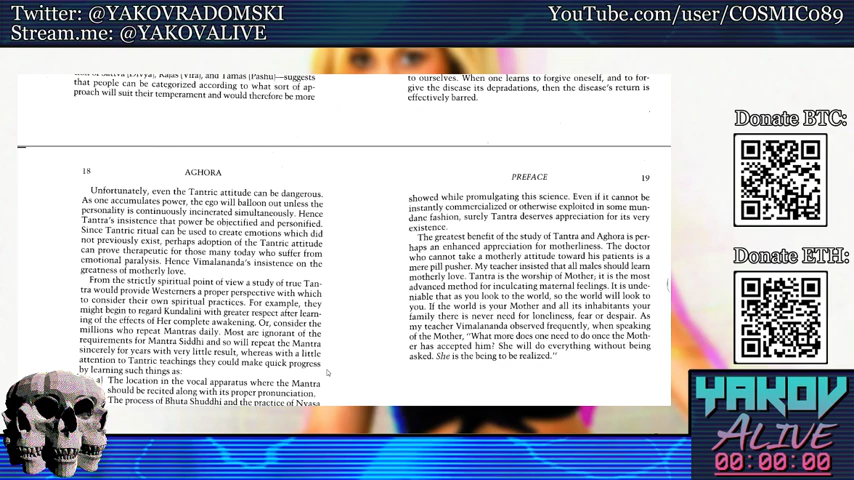 Twitter: @YAKOVRADOMSKI
Stream.me: @YAKOVALIVE
YouTube.com/user/COSMIC089
(Divya), Rajas (Vira), and Tamas (Pashu)—suggests
that people can be categorized according to what sort of ap-
proach will suit their temperament and would therefore be more
to ourselves. When one learns to forgive oneself, and to for-
give the disease its depradations, then the disease's return is
effectively barred.
18
AGHORA
Unfortunately, even the Tantric attitude can be dangerous.
As one accumulates power, the ego will balloon out unless the
personality is continuously incinerated simultaneously. Hence
Tantra's insistence that power be objectified and personified.
Since Tantric ritual can be used to create emotions which did
not previously exist, perhaps adoption of the Tantric attitude
can prove therapeutic for those many today who suffer from
emotional paralysis. Hence Vimalananda's insistence on the
greatness of motherly love.
From the strictly spiritual point of view a study of true Tan-
tra would provide Westerners a proper perspective with which
to consider their own spiritual practices. For example, they
might begin to regard Kundalini with greater respect after learn-
ing of the effects of Her complete awakening. Or, consider the
millions who repeat Mantras daily. Most are ignorant of the
requirements for Mantra Siddhi and so will repeat the Mantra
sincerely for years with very little result, whereas with a little
attention to Tantric teachings they could make quick progress
by learning such things as:
a) The location in the vocal apparatus where the Mantra
should be recited along with its proper pronunciation.
The process of Bhuta Shuddhi and the practice of Nyasa
PREFACE
19
showed while promulgating this science. Even if it cannot be
instantly commercialized or otherwise exploited in some mun-
dane fashion, surely Tantra deserves appreciation for its very
existence.
The greatest benefit of the study of Tantra and Aghora is per-
haps an enhanced appreciation for motherliness. The doctor
who cannot take a motherly attitude toward his patients is a
mere pill pusher. My teacher insisted that all males should learn
motherly love. Tantra is the worship of Mother; it is the most
advanced method for inculcating maternal feelings. It is unde-
niable that as you look to the world, so the world will look to
you. If the world is your Mother and all its inhabitants your
family there is never need for loneliness, fear or despair. As
my teacher Vimalananda observed frequently, when speaking
of the Mother, "What more does one need to do once the Moth-
er has accepted him? She will do everything without being
asked. She is the being to be realized."
Donate BTC:
Donate ETH:
YAKOV
ALIVE
00:00:00